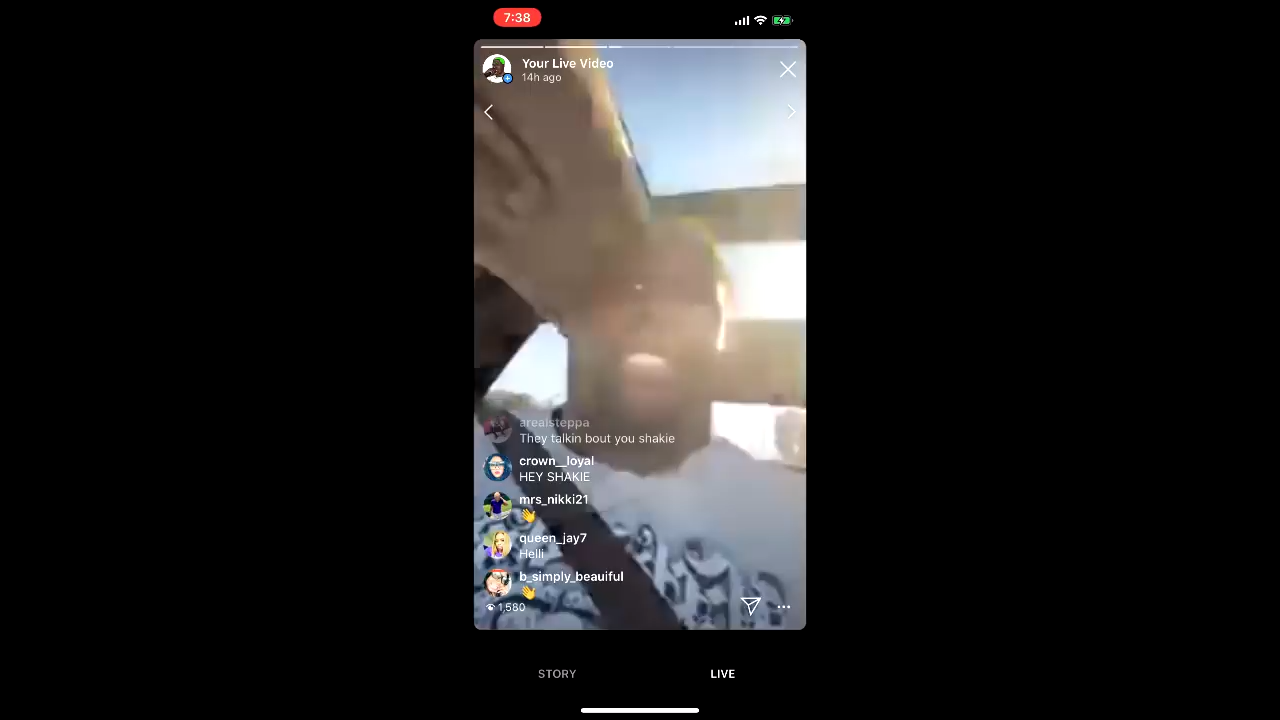 7:38
Your Live Video
14h ago
arealsteppa
They talkin bout you shakie
crown__loyal
HEY SHAKIE
mrs_nikki21
👋
queen_jay7
Helli
b_simply_beauiful
👋
1,580
STORY
LIVE